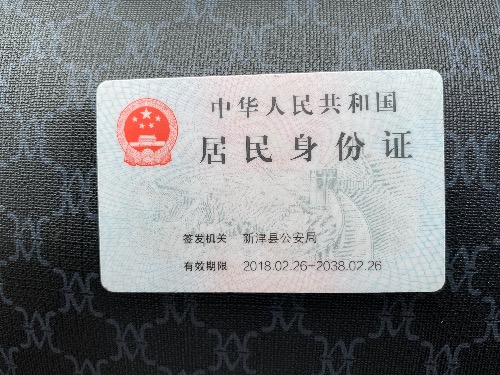 中华人民共和国
居民身份证
签发机关 新津县公安局
有效期限 2018.02.26-2038.02.26